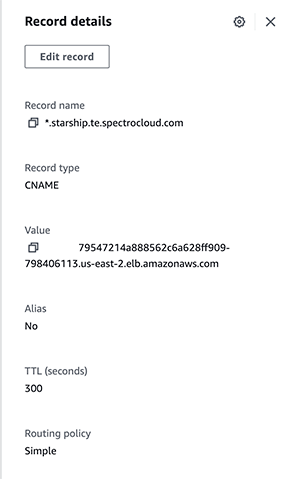 Record details
Edit record
Record name
*.starship.te.spectrocloud.com
Record type
CNAME
Value
79547214a888562c6a628ff909-
798406113.us-east-2.elb.amazonaws.com
Alias
No
TTL (seconds)
300
Routing policy
Simple